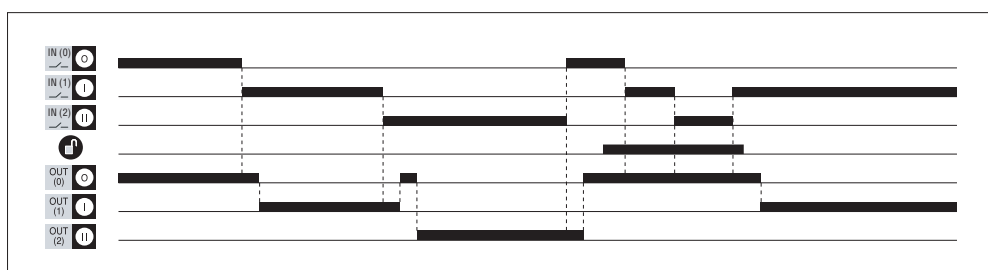 IN (0) O
IN (1) I
IN (2) II
OUT
(0) O
OUT
(1) I
OUT
(2) II